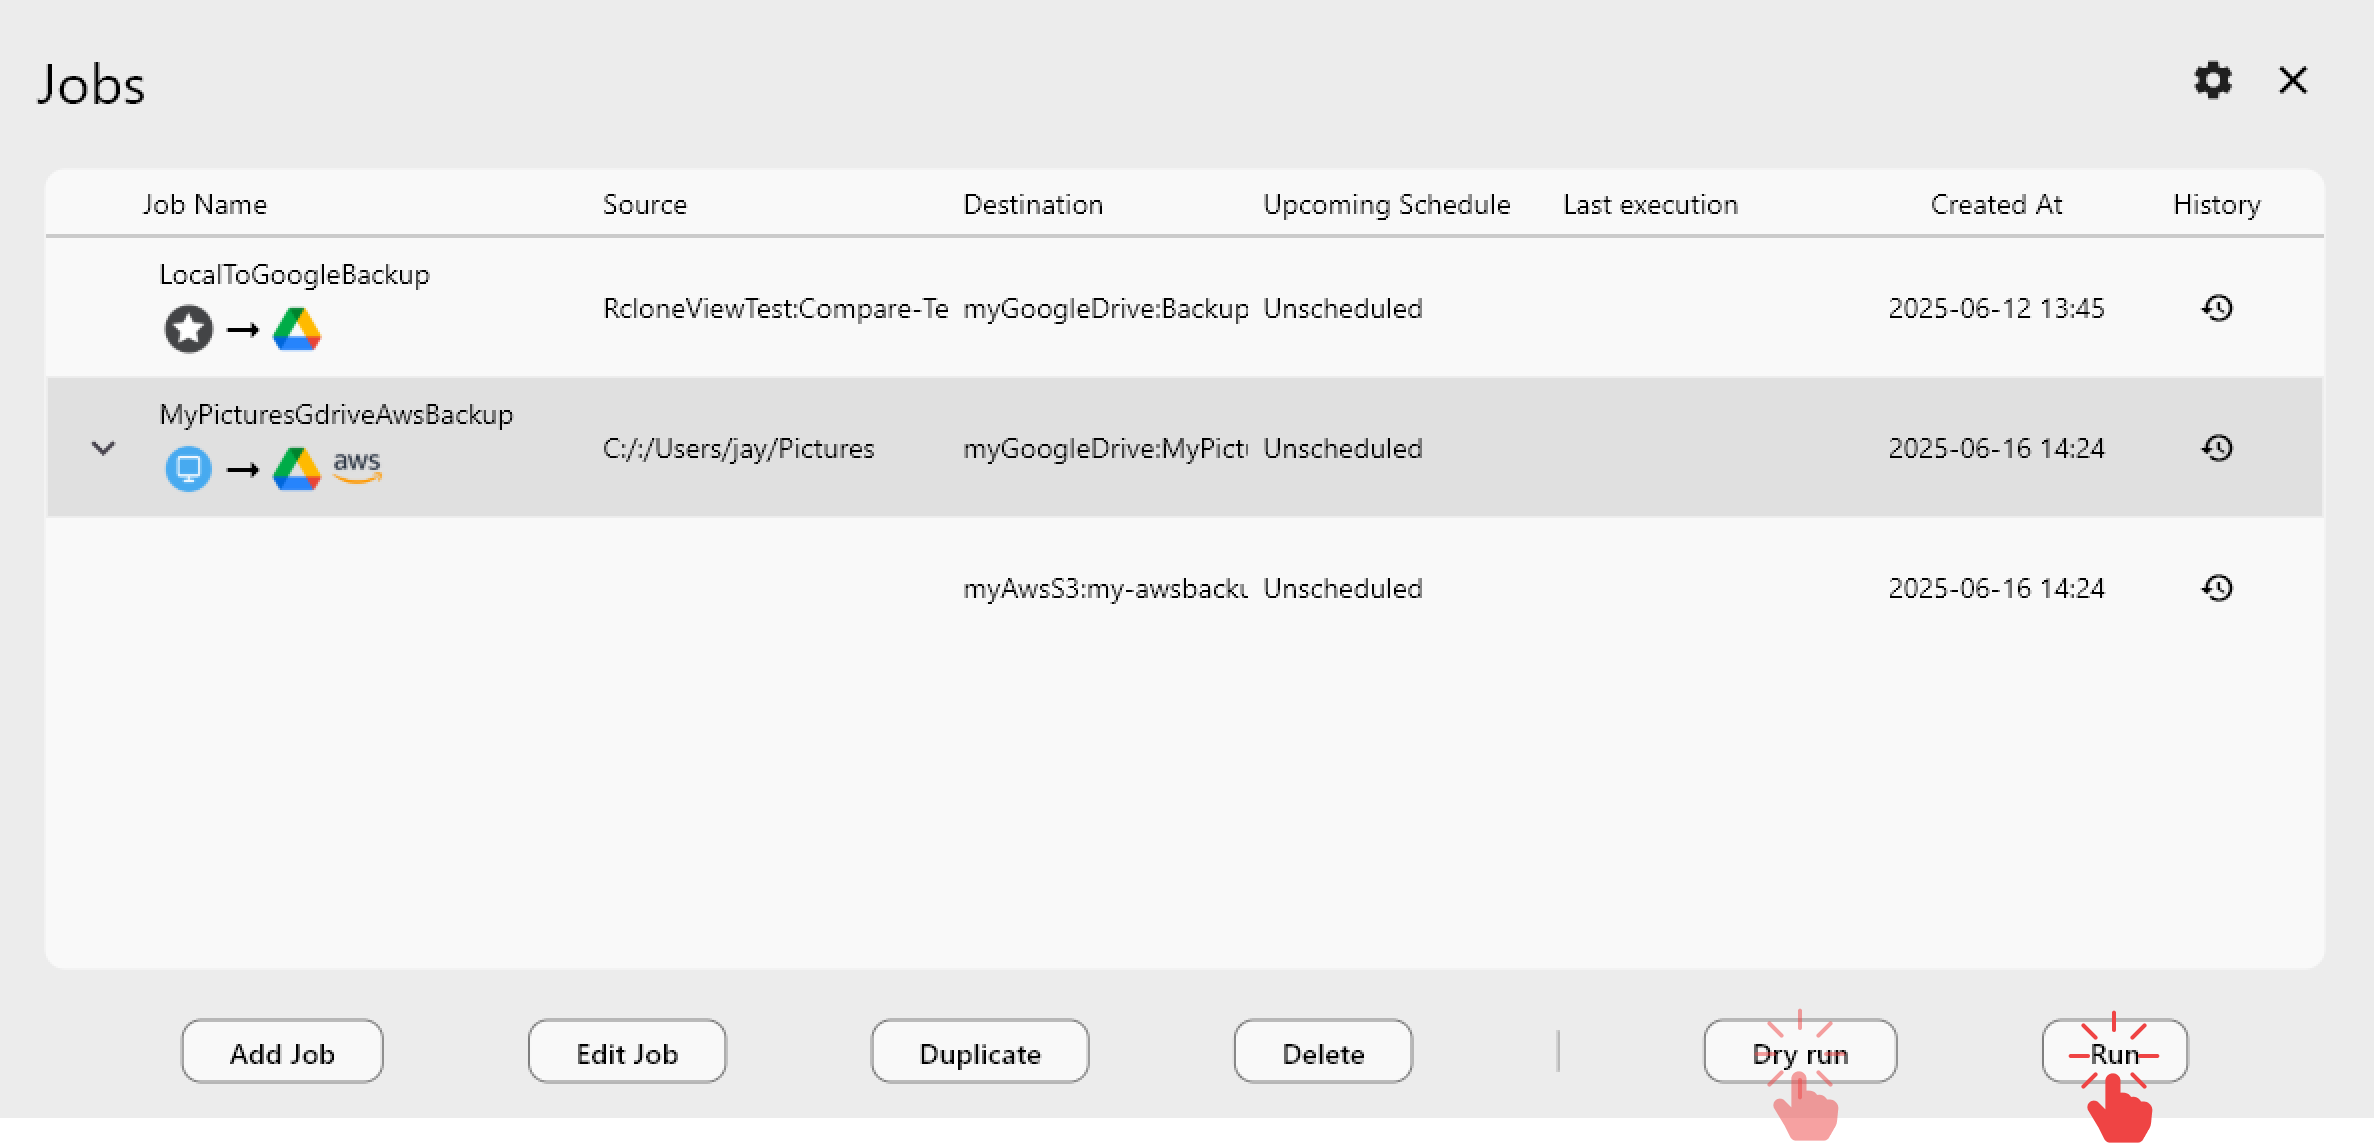 Jobs
Job Name Source Destination Upcoming Schedule Last execution Created At History
LocalToGoogleBackup
RcloneViewTest:Compare-Te myGoogleDrive:Backup Unscheduled 2025-06-12 13:45
MyPicturesGdriveAwsBackup
C:/:/Users/jay/Pictures myGoogleDrive:MyPict Unscheduled 2025-06-16 14:24
aws
myAwsS3:my-awsback Unscheduled 2025-06-16 14:24
Add Job Edit Job Duplicate Delete Dry run Run